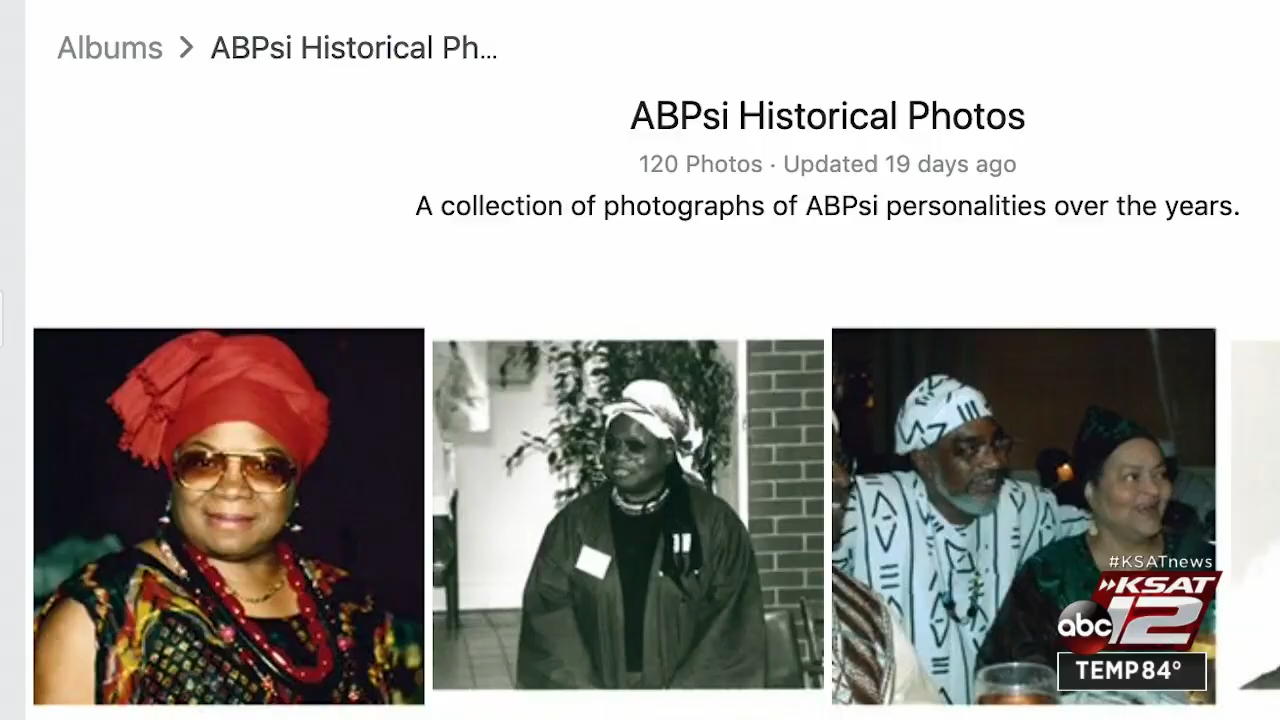 Albums > ABPsi Historical Ph...
ABPsi Historical Photos
120 Photos · Updated 19 days ago
A collection of photographs of ABPsi personalities over the years.
#KSATnews
KSAT
abc 12
TEMP 84°